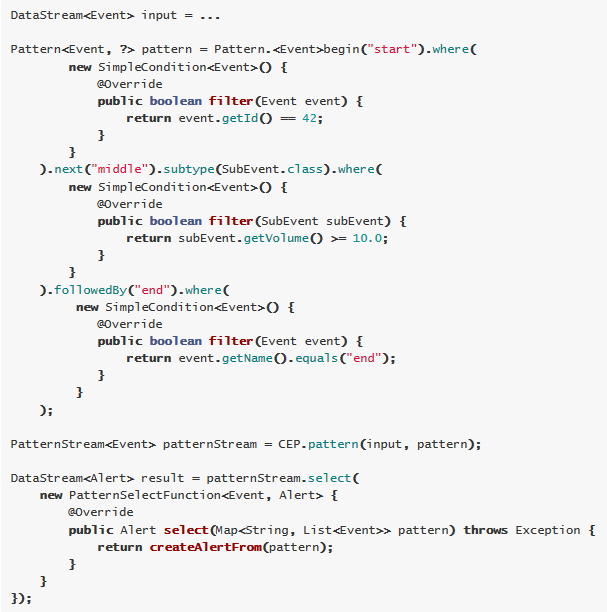 DataStream<Event> input = ...

Pattern<Event, ?> pattern = Pattern.<Event>begin("start").where(
        new SimpleCondition<Event>() {
            @Override
            public boolean filter(Event event) {
                return event.getId() == 42;
            }
        }
    ).next("middle").subtype(SubEvent.class).where(
        new SimpleCondition<Event>() {
            @Override
            public boolean filter(SubEvent subEvent) {
                return subEvent.getVolume() >= 10.0;
            }
        }
    ).followedBy("end").where(
         new SimpleCondition<Event>() {
            @Override
            public boolean filter(Event event) {
                return event.getName().equals("end");
            }
         }
    );

PatternStream<Event> patternStream = CEP.pattern(input, pattern);

DataStream<Alert> result = patternStream.select(
    new PatternSelectFunction<Event, Alert> {
        @Override
        public Alert select(Map<String, List<Event>> pattern) throws Exception {
            return createAlertFrom(pattern);
        }
    }
});